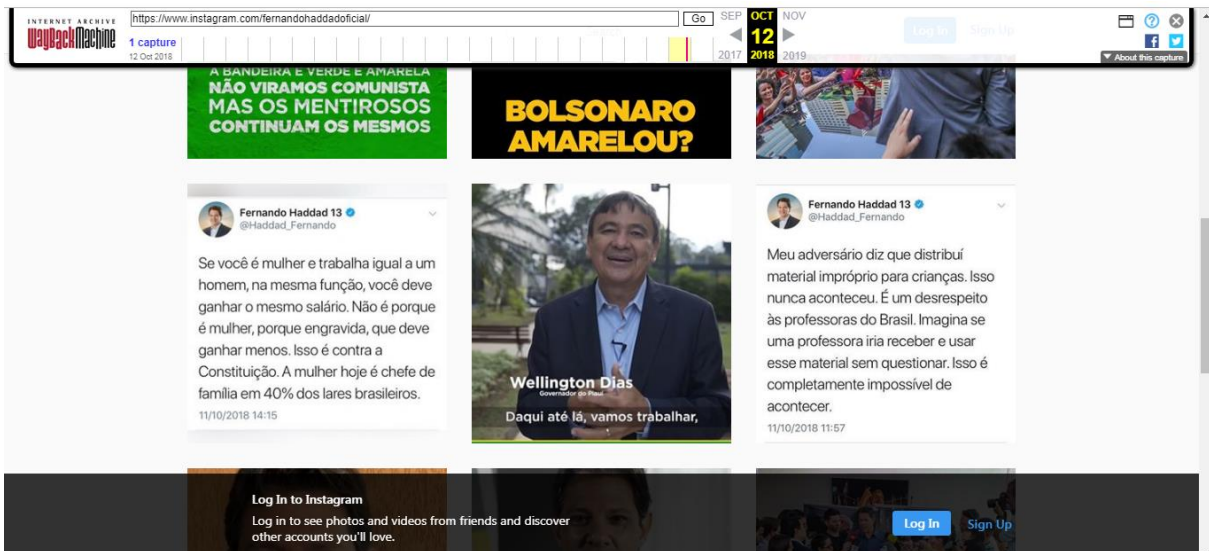 INTERNET ARCHIVE
WayBackMachine
https://www.instagram.com/fernandohaddadoficial/
Go
SEP OCT NOV
12
2017 2018 2019
1 capture
12 Oct 2018
Log In Sign Up
About this capture
A BANDEIRA É VERDE E AMARELA
NÃO VIRAMOS COMUNISTA
MAS OS MENTIROSOS
CONTINUAM OS MESMOS
BOLSONARO
AMARELOU?
Fernando Haddad 13
@Haddad_Fernando
Se você é mulher e trabalha igual a um
homem, na mesma função, você deve
ganhar o mesmo salário. Não é porque
é mulher, porque engravida, que deve
ganhar menos. Isso é contra a
Constituição. A mulher hoje é chefe de
família em 40% dos lares brasileiros.
11/10/2018 14:15
Wellington Dias
Governador do Piauí
Daqui até lá, vamos trabalhar,
Fernando Haddad 13
@Haddad_Fernando
Meu adversário diz que distribuí
material impróprio para crianças. Isso
nunca aconteceu. É um desrespeito
às professoras do Brasil. Imagina se
uma professora iria receber e usar
esse material sem questionar. Isso é
completamente impossível de
acontecer.
11/10/2018 11:57
Log In to Instagram
Log in to see photos and videos from friends and discover
other accounts you'll love.
Log In
Sign Up